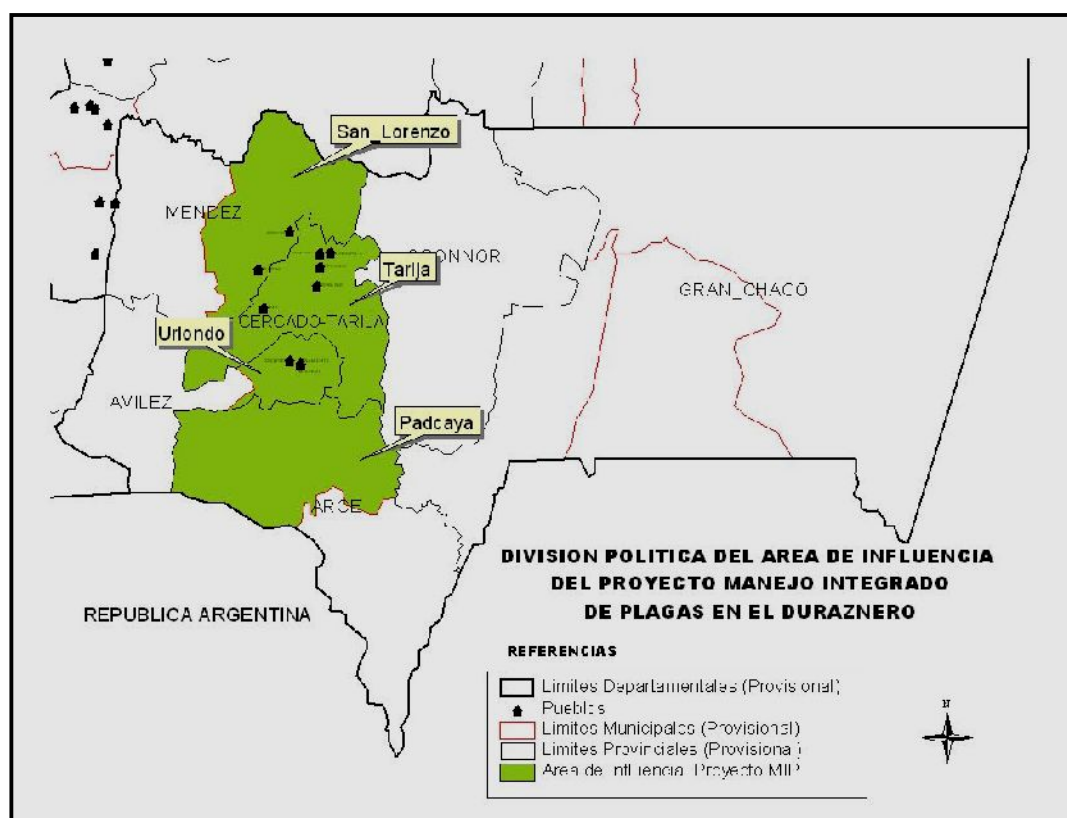 San_Lorenzo
MENDEZ
OCONNOR
Tarija
GRAN_CHACO
CERCADO-TARIJA
Uriondo
AVILEZ
Padcaya
ARCE
DIVISION POLITICA DEL AREA DE INFLUENCIA
DEL PROYECTO MANEJO INTEGRADO
DE PLAGAS EN EL DURAZNERO
REPUBLICA ARGENTINA
REFERENCIAS
Limites Departamentales (Provisional)
Pueblos
Limites Municipales (Provisional)
Limites Provinciales (Provisional)
Area de Influencia Proyecto MIP
N